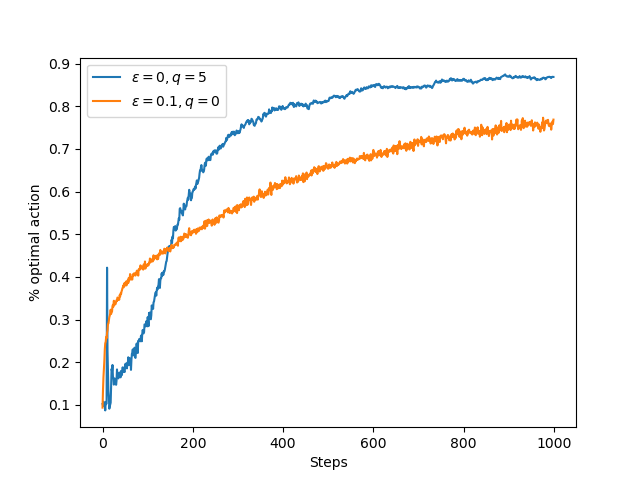 0.9
0.8
0.7
0.6
0.5
0.4
0.3
0.2
0.1
% optimal action
ε = 0, q = 5
ε = 0.1, q = 0
0 200 400 600 800 1000
Steps